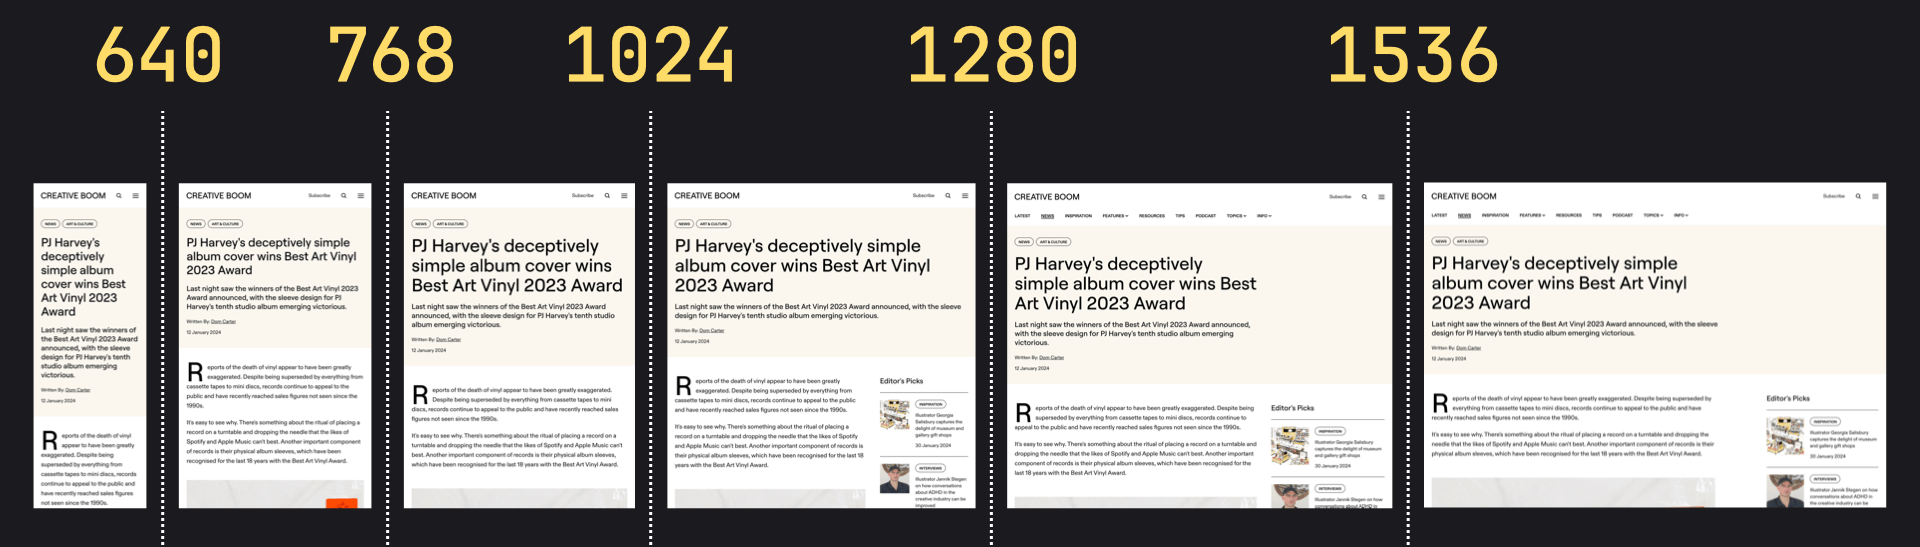 640
768
1024
1280
1536
CREATIVE BOOM
NEWS
ART & CULTURE
PJ Harvey's
deceptively
simple album
cover wins Best
Art Vinyl 2023
Award
Last night saw the winners of
the Best Art Vinyl 2023
Award announced, with the
sleeve design for PJ
Harvey's tenth studio
album emerging
victorious.
Written By: Dom Carter
12 January 2024
Reports of the death of vinyl
appear to have been greatly
exaggerated. Despite being
superseded by everything from
cassette tapes to mini discs, records
continue to appeal to the public and
have recently reached sales figures
not seen since the 1990s.
CREATIVE BOOM
Subscribe
NEWS
ART & CULTURE
PJ Harvey's deceptively simple
album cover wins Best Art Vinyl
2023 Award
Last night saw the winners of the Best Art Vinyl 2023
Award announced, with the sleeve design for PJ
Harvey's tenth studio album emerging victorious.
Written By: Dom Carter
12 January 2024
Reports of the death of vinyl appear to have been greatly
exaggerated. Despite being superseded by everything from
cassette tapes to mini discs, records continue to appeal to the
public and have recently reached sales figures not seen since the
1990s.
It's easy to see why. There's something about the ritual of placing a
record on a turntable and dropping the needle that the likes of
Spotify and Apple Music can't best. Another important component
of records is their physical album sleeves, which have been
recognised for the last 18 years with the Best Art Vinyl Award.
CREATIVE BOOM
Subscribe
NEWS
ART & CULTURE
PJ Harvey's deceptively
simple album cover wins
Best Art Vinyl 2023 Award
Last night saw the winners of the Best Art Vinyl 2023 Award
announced, with the sleeve design for PJ Harvey's tenth studio
album emerging victorious.
Written By: Dom Carter
12 January 2024
Reports of the death of vinyl appear to have been greatly exaggerated.
Despite being superseded by everything from cassette tapes to mini
discs, records continue to appeal to the public and have recently reached sales
figures not seen since the 1990s.
It's easy to see why. There's something about the ritual of placing a record on a
turntable and dropping the needle that the likes of Spotify and Apple Music can't
best. Another important component of records is their physical album sleeves,
which have been recognised for the last 18 years with the Best Art Vinyl Award.
CREATIVE BOOM
Subscribe
NEWS
ART & CULTURE
PJ Harvey's deceptively simple
album cover wins Best Art Vinyl
2023 Award
Last night saw the winners of the Best Art Vinyl 2023 Award announced, with the sleeve
design for PJ Harvey's tenth studio album emerging victorious.
Written By: Dom Carter
12 January 2024
Reports of the death of vinyl appear to have been greatly
exaggerated. Despite being superseded by everything from
cassette tapes to mini discs, records continue to appeal to the public
and have recently reached sales figures not seen since the 1990s.
It's easy to see why. There's something about the ritual of placing a
record on a turntable and dropping the needle that the likes of Spotify
and Apple Music can't best. Another important component of records is
their physical album sleeves, which have been recognised for the last 18
years with the Best Art Vinyl Award.
Editor's Picks
INSPIRATION
Illustrator Georgia
Salisbury captures the
delight of museum and
gallery gift shops
INTERVIEWS
Illustrator Jannik Stegen
on how conversations
about ADHD in the
creative industry can be
improved
CREATIVE BOOM
Subscribe
LATEST NEWS INSPIRATION FEATURES RESOURCES TIPS PODCAST TOPICS INFO
NEWS
ART & CULTURE
PJ Harvey's deceptively
simple album cover wins Best
Art Vinyl 2023 Award
Last night saw the winners of the Best Art Vinyl 2023 Award announced,
with the sleeve design for PJ Harvey's tenth studio album emerging
victorious.
Written By: Dom Carter
12 January 2024
Reports of the death of vinyl appear to have been greatly exaggerated. Despite being
superseded by everything from cassette tapes to mini discs, records continue to
appeal to the public and have recently reached sales figures not seen since the 1990s.
It's easy to see why. There's something about the ritual of placing a record on a turntable and
dropping the needle that the likes of Spotify and Apple Music can't best. Another important
component of records is their physical album sleeves, which have been recognised for the
last 18 years with the Best Art Vinyl Award.
Editor's Picks
INSPIRATION
Illustrator Georgia Salisbury
captures the delight of museum
and gallery gift shops
30 January 2024
INTERVIEWS
Illustrator Jannik Stegen on
how conversations about
ADHD in
CREATIVE BOOM
Subscribe
LATEST NEWS INSPIRATION FEATURES RESOURCES TIPS PODCAST TOPICS INFO
NEWS
ART & CULTURE
PJ Harvey's deceptively simple
album cover wins Best Art Vinyl
2023 Award
Last night saw the winners of the Best Art Vinyl 2023 Award announced, with the sleeve
design for PJ Harvey's tenth studio album emerging victorious.
Written By: Dom Carter
12 January 2024
Reports of the death of vinyl appear to have been greatly exaggerated. Despite being superseded by
everything from cassette tapes to mini discs, records continue to appeal to the public and have
recently reached sales figures not seen since the 1990s.
It's easy to see why. There's something about the ritual of placing a record on a turntable and dropping the
needle that the likes of Spotify and Apple Music can't best. Another important component of records is their
physical album sleeves, which have been recognised for the last 18 years with the Best Art Vinyl Award.
Editor's Picks
INSPIRATION
Illustrator Georgia Salisbury
captures the delight of museum
and gallery gift shops
30 January 2024
INTERVIEWS
Illustrator Jannik Stegen on how
conversations about ADHD in
the creative industry can be